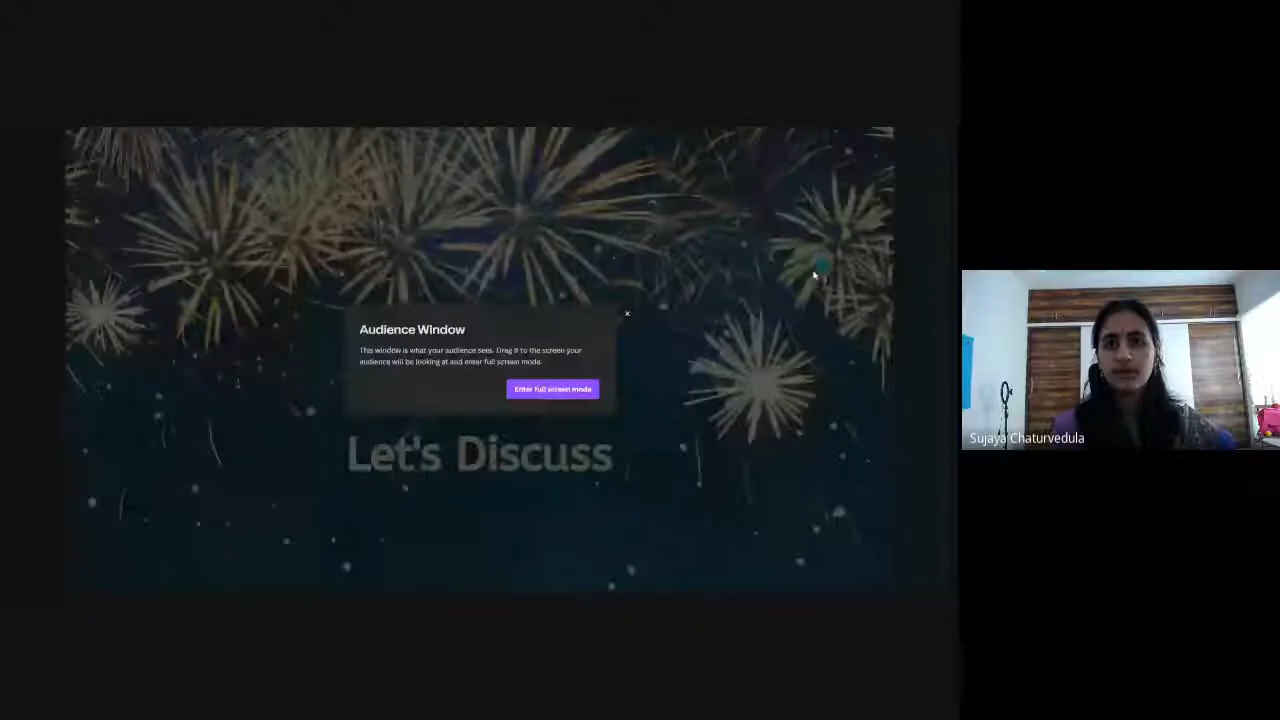 Audience Window
This window is what your audience sees. Drag it to the screen your
audience will be looking at and enter full screen mode.
Enter full screen mode
Let's Discuss
Sujaya Chaturvedula